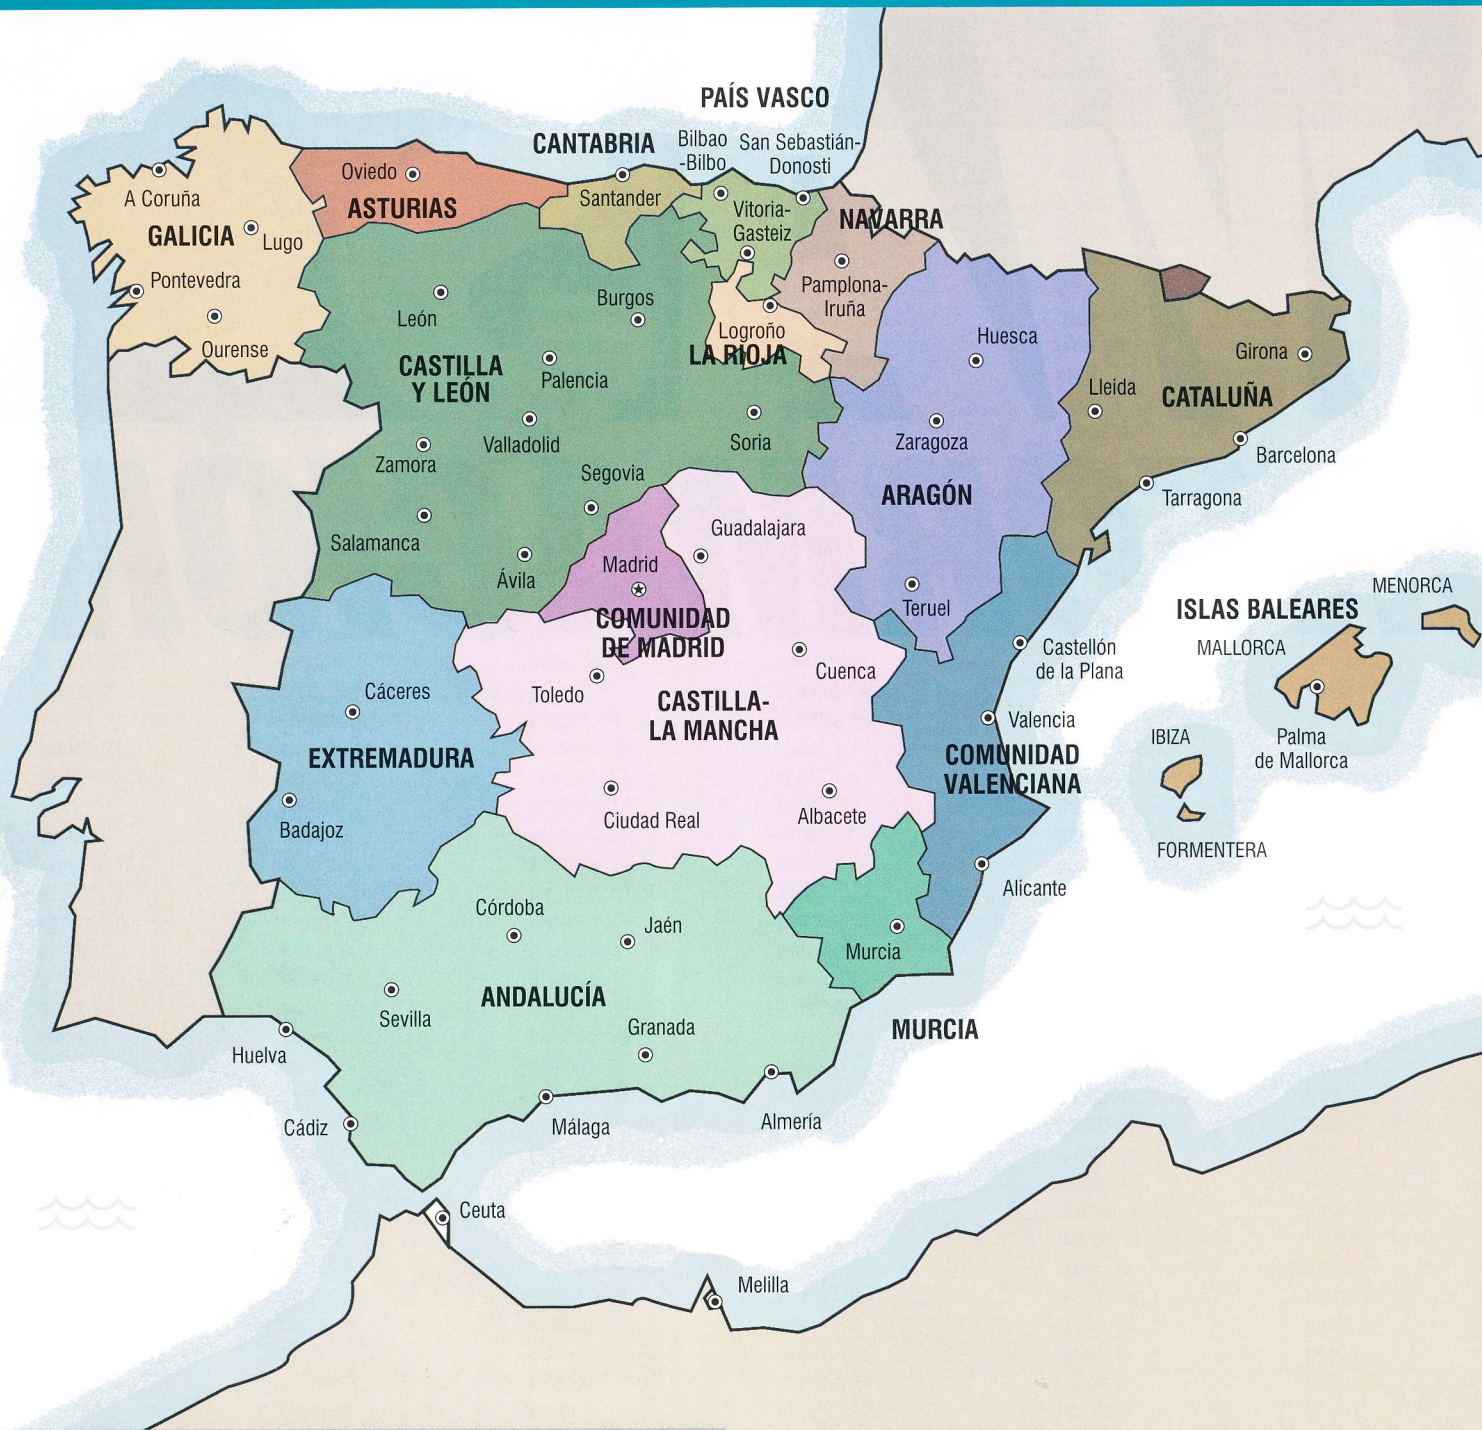 PAÍS VASCO
CANTABRIA
Bilbao
-Bilbo
San Sebastián-
Donosti
Oviedo
ASTURIAS
Santander
A Coruña
GALICIA
Lugo
Vitoria-
Gasteiz
NAVARRA
Pontevedra
Pamplona-
Iruña
Ourense
León
Burgos
Logroño
LA RIOJA
Huesca
Girona
CASTILLA
Y LEÓN
Palencia
Lleida
CATALUÑA
Valladolid
Soria
Zaragoza
Barcelona
Zamora
Segovia
ARAGÓN
Tarragona
Salamanca
Guadalajara
Ávila
Madrid
COMUNIDAD
DE MADRID
Teruel
ISLAS BALEARES
MENORCA
MALLORCA
Castellón
de la Plana
Cuenca
Cáceres
Toledo
CASTILLA-
LA MANCHA
Valencia
IBIZA
Palma
de Mallorca
EXTREMADURA
COMUNIDAD
VALENCIANA
Badajoz
Ciudad Real
Albacete
FORMENTERA
Alicante
Córdoba
Jaén
Murcia
ANDALUCÍA
Sevilla
Granada
MURCIA
Huelva
Cádiz
Málaga
Almería
Ceuta
Melilla